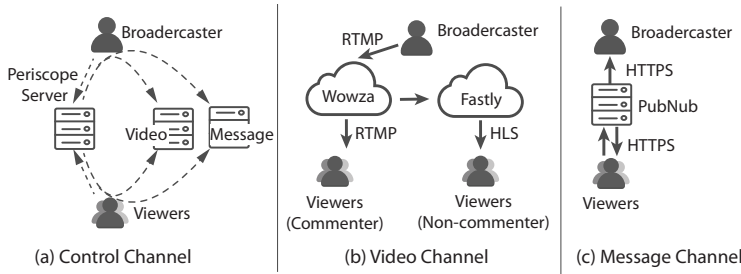 Broadercaster
Periscope
Server
Video
Message
Viewers
(a) Control Channel
Broadercaster
RTMP
Wowza
Fastly
RTMP
HLS
Viewers
(Commenter)
Viewers
(Non-commenter)
(b) Video Channel
Broadercaster
HTTPS
PubNub
HTTPS
Viewers
(c) Message Channel